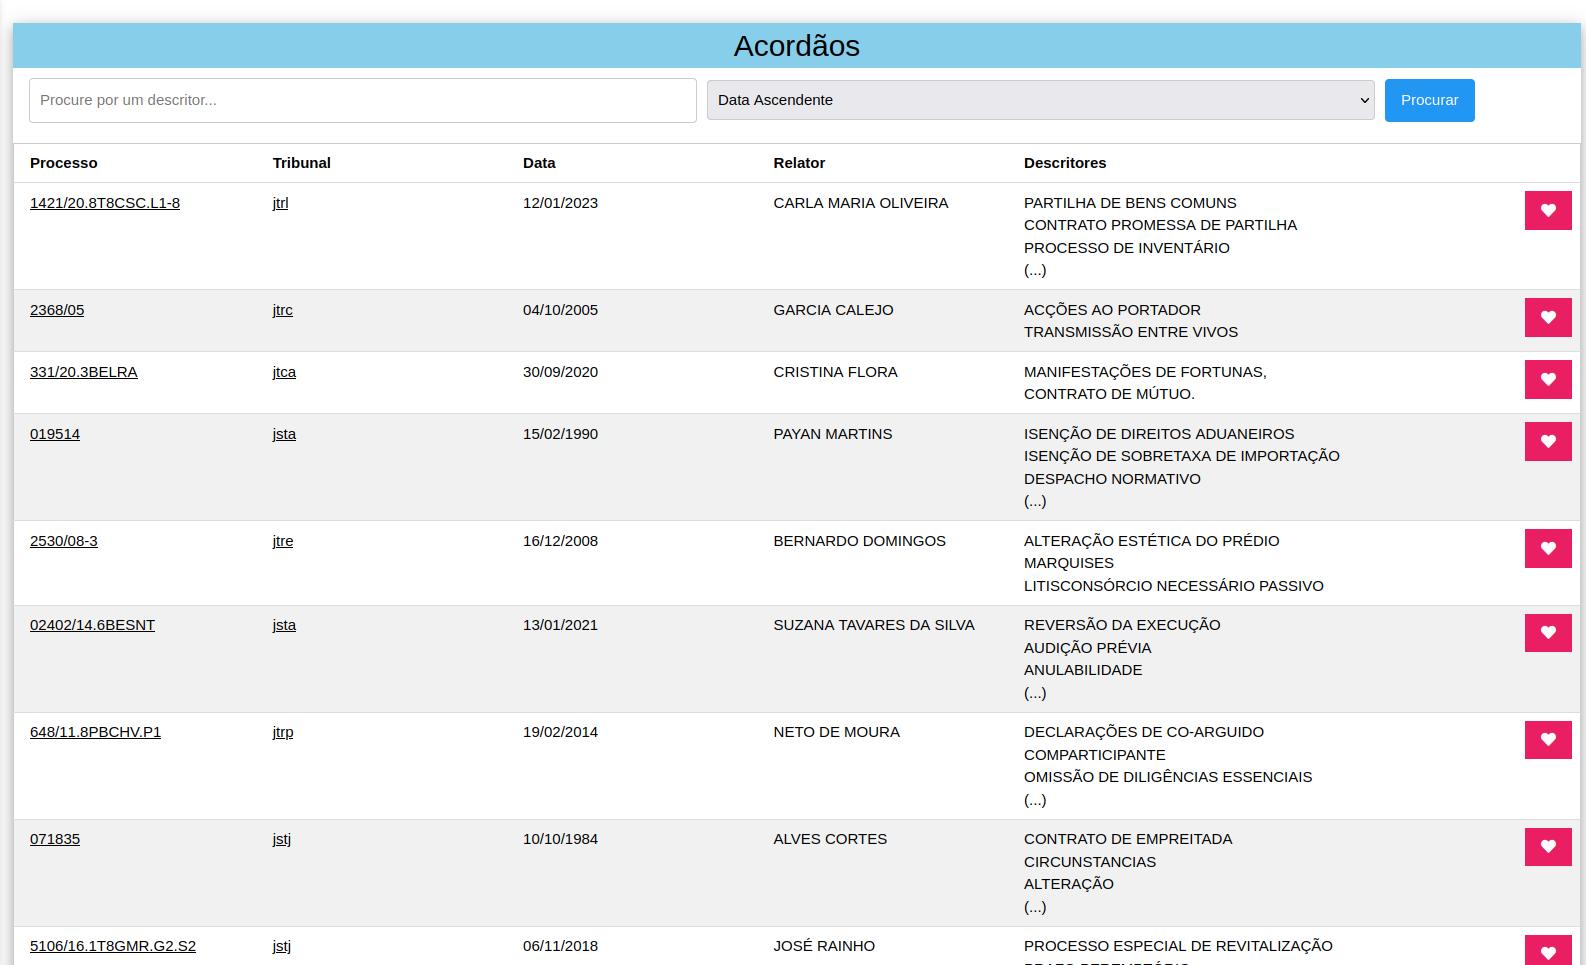 Acordãos
Procure por um descritor... Data Ascendente Procurar
Processo Tribunal Data Relator Descritores
1421/20.8T8CSC.L1-8 jtrl 12/01/2023 CARLA MARIA OLIVEIRA PARTILHA DE BENS COMUNS
CONTRATO PROMESSA DE PARTILHA
PROCESSO DE INVENTÁRIO
(...)
2368/05 jtrc 04/10/2005 GARCIA CALEJO ACÇÕES AO PORTADOR
TRANSMISSÃO ENTRE VIVOS
331/20.3BELRA jtca 30/09/2020 CRISTINA FLORA MANIFESTAÇÕES DE FORTUNAS,
CONTRATO DE MÚTUO.
019514 jsta 15/02/1990 PAYAN MARTINS ISENÇÃO DE DIREITOS ADUANEIROS
ISENÇÃO DE SOBRETAXA DE IMPORTAÇÃO
DESPACHO NORMATIVO
(...)
2530/08-3 jtre 16/12/2008 BERNARDO DOMINGOS ALTERAÇÃO ESTÉTICA DO PRÉDIO
MARQUISES
LITISCONSÓRCIO NECESSÁRIO PASSIVO
02402/14.6BESNT jsta 13/01/2021 SUZANA TAVARES DA SILVA REVERSÃO DA EXECUÇÃO
AUDIÇÃO PRÉVIA
ANULABILIDADE
(...)
648/11.8PBCHV.P1 jtrp 19/02/2014 NETO DE MOURA DECLARAÇÕES DE CO-ARGUIDO
COMPARTICIPANTE
OMISSÃO DE DILIGÊNCIAS ESSENCIAIS
(...)
071835 jstj 10/10/1984 ALVES CORTES CONTRATO DE EMPREITADA
CIRCUNSTANCIAS
ALTERAÇÃO
(...)
5106/16.1T8GMR.G2.S2 jstj 06/11/2018 JOSÉ RAINHO PROCESSO ESPECIAL DE REVITALIZAÇÃO